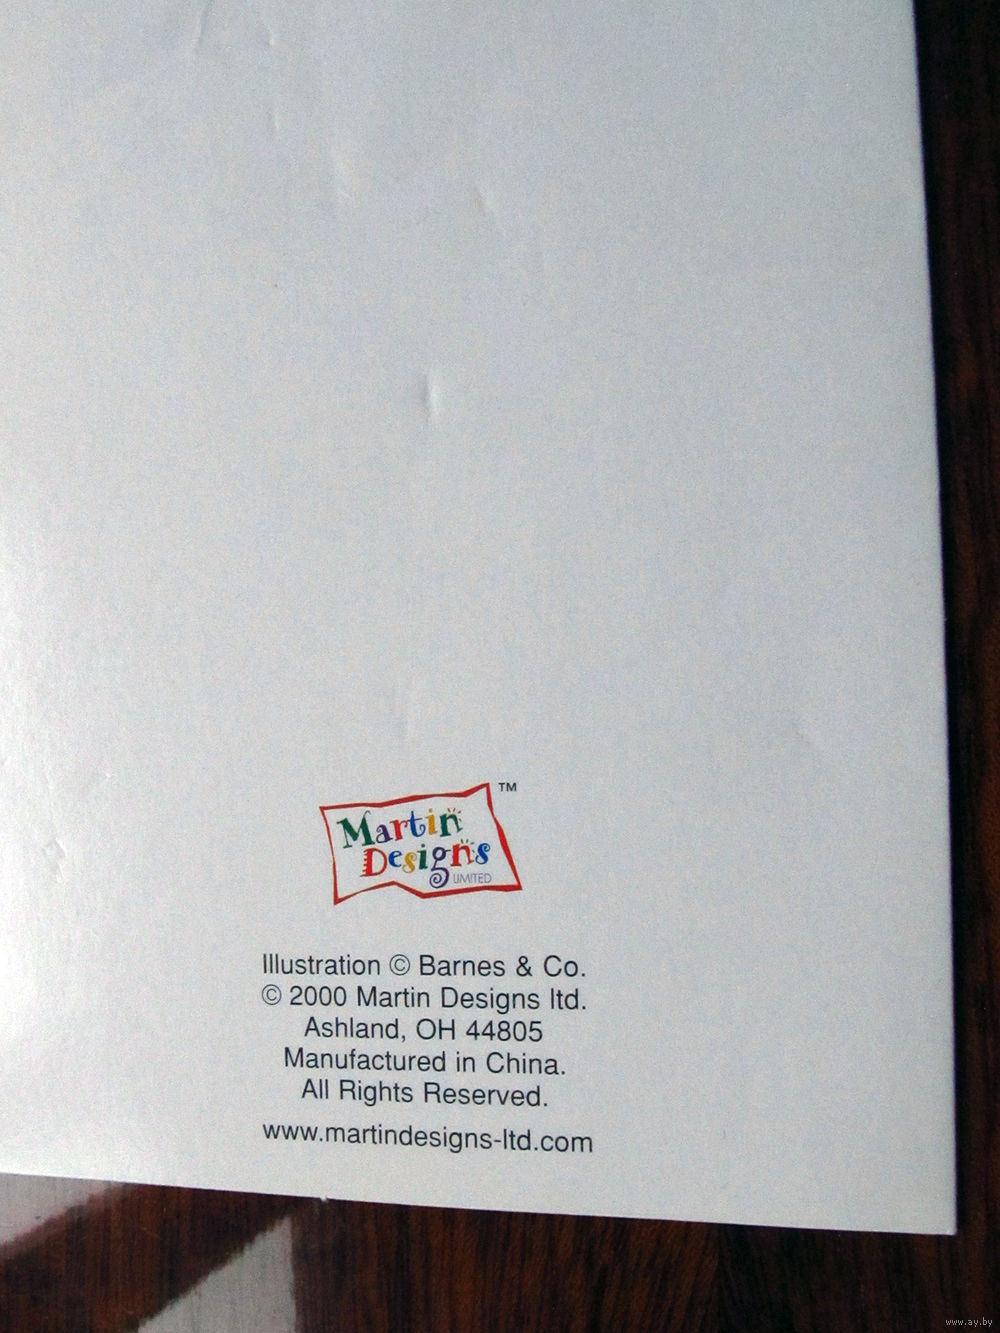 Martin TM
Designs
LIMITED
Illustration © Barnes & Co.
© 2000 Martin Designs ltd.
Ashland, OH 44805
Manufactured in China.
All Rights Reserved.
www.martindesigns-ltd.com
www.ay.by